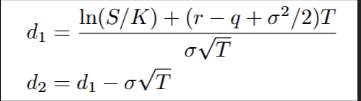 d₁ = (ln(S/K) + (r − q + σ²/2)T) / (σ√T)
d₂ = d₁ − σ√T